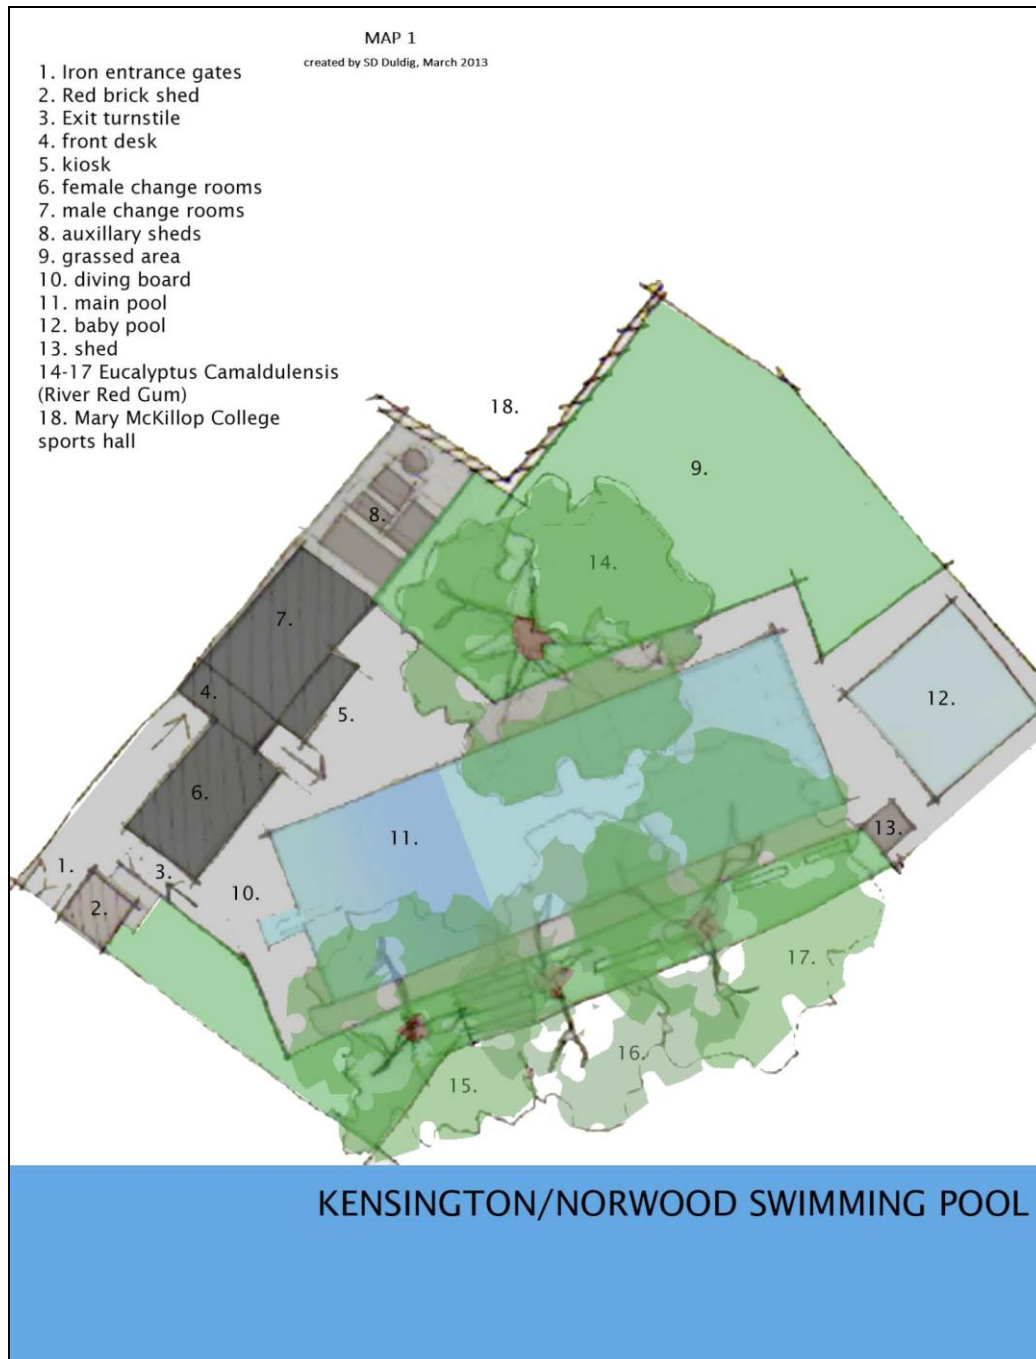 MAP 1
created by SD Duldig, March 2013
1. Iron entrance gates
2. Red brick shed
3. Exit turnstile
4. front desk
5. kiosk
6. female change rooms
7. male change rooms
8. auxillary sheds
9. grassed area
10. diving board
11. main pool
12. baby pool
13. shed
14-17 Eucalyptus Camaldulensis
(River Red Gum)
18. Mary McKillop College
sports hall
18.
9.
8.
14.
7.
4.
5.
12.
6.
11.
13.
1.
3.
10.
2.
17.
16.
15.
KENSINGTON/NORWOOD SWIMMING POOL